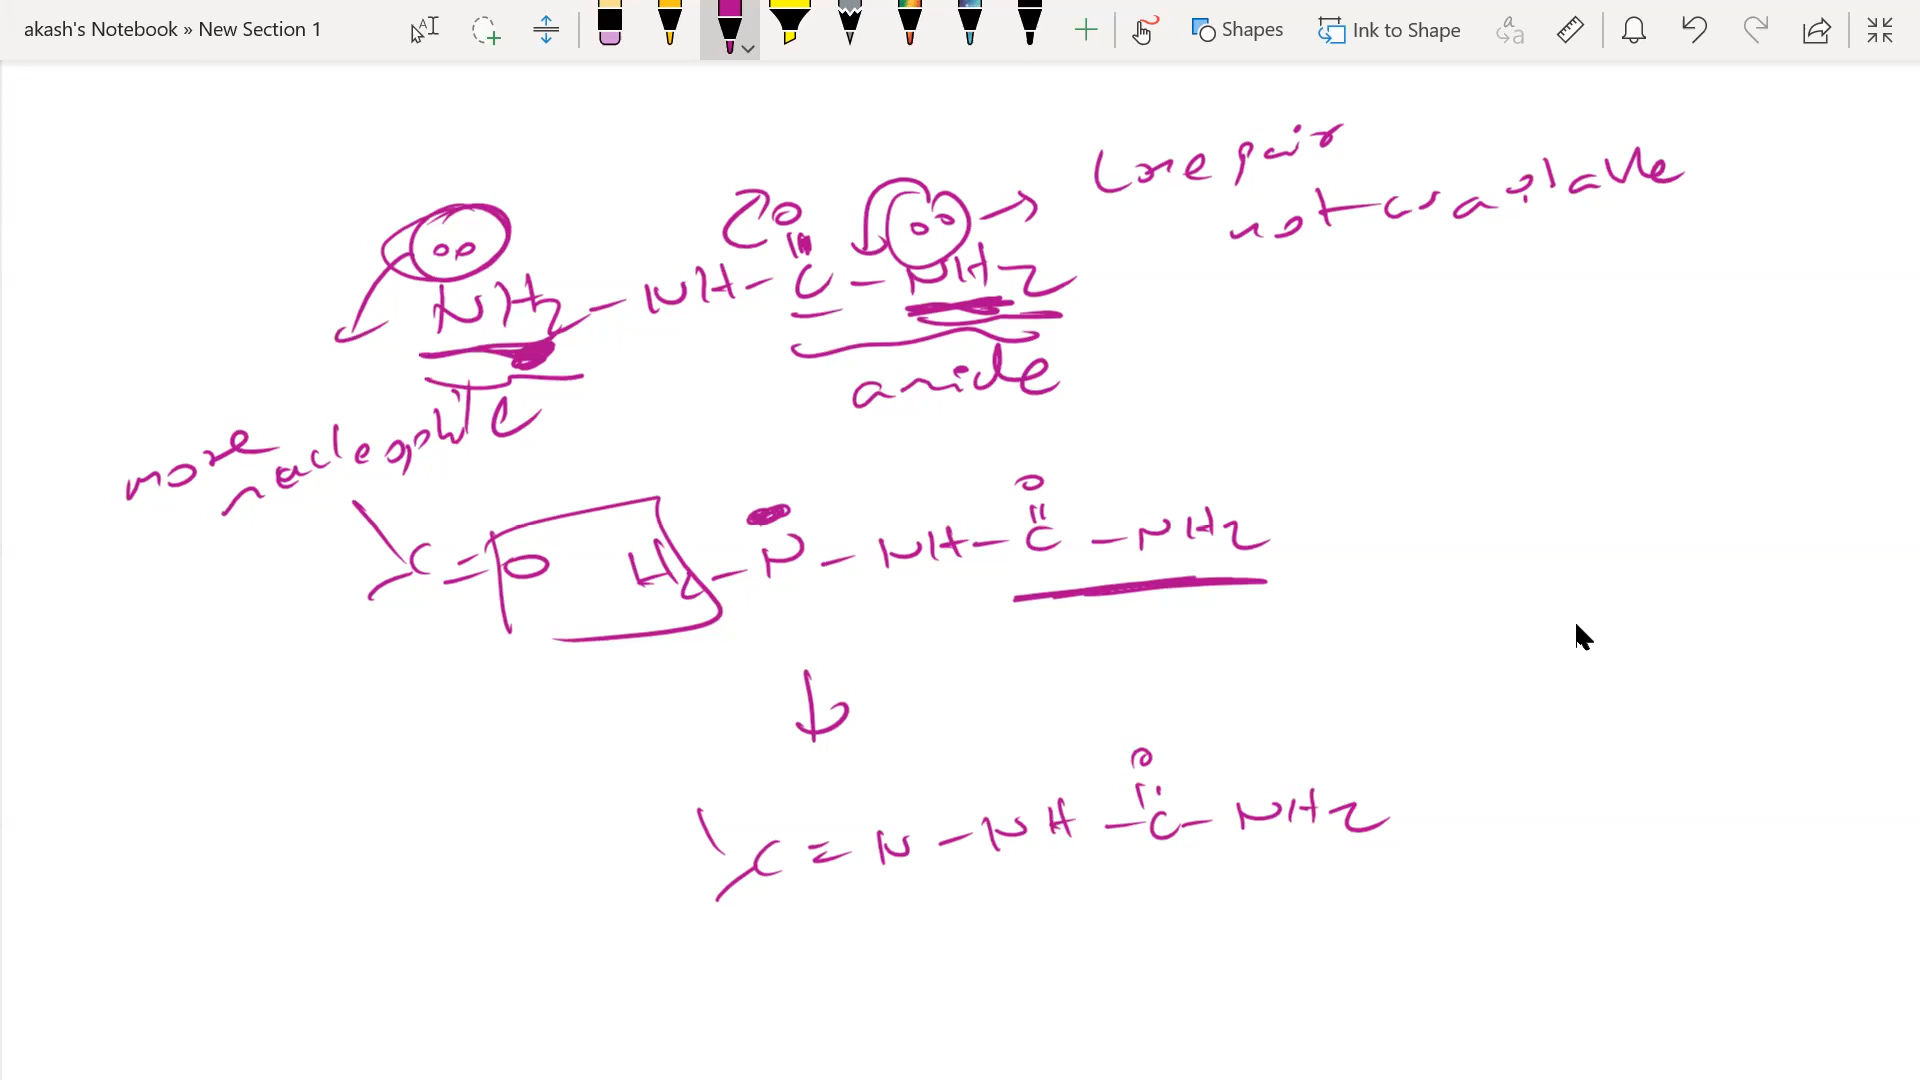 akash's Notebook » New Section 1
Shapes
Ink to Shape
Lone pair
not available
NH2 - NH - C - NH2
O
amide
more
nucleophile
O
C = O H2 - N - NH - C - NH2
O
C = N - NH - C - NH2